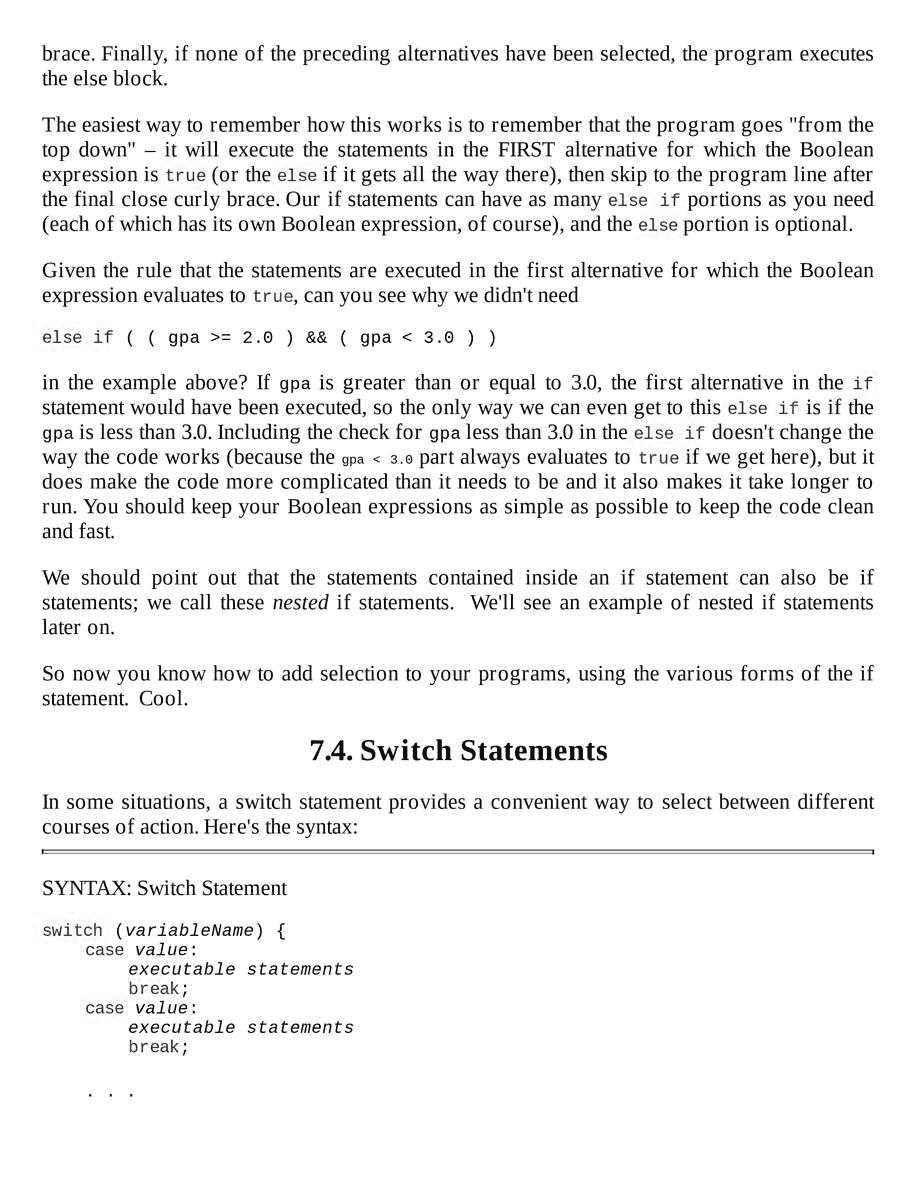 brace. Finally, if none of the preceding alternatives have been selected, the program executes
the else block.
The easiest way to remember how this works is to remember that the program goes "from the
top down" – it will execute the statements in the FIRST alternative for which the Boolean
expression is true (or the else if it gets all the way there), then skip to the program line after
the final close curly brace. Our if statements can have as many else if portions as you need
(each of which has its own Boolean expression, of course), and the else portion is optional.
Given the rule that the statements are executed in the first alternative for which the Boolean
expression evaluates to true, can you see why we didn't need
else if ( ( gpa >= 2.0 ) && ( gpa < 3.0 ) )
in the example above? If gpa is greater than or equal to 3.0, the first alternative in the if
statement would have been executed, so the only way we can even get to this else if is if the
gpa is less than 3.0. Including the check for gpa less than 3.0 in the else if doesn't change the
way the code works (because the gpa < 3.0 part always evaluates to true if we get here), but it
does make the code more complicated than it needs to be and it also makes it take longer to
run. You should keep your Boolean expressions as simple as possible to keep the code clean
and fast.
We should point out that the statements contained inside an if statement can also be if
statements; we call these nested if statements.  We'll see an example of nested if statements
later on.
So now you know how to add selection to your programs, using the various forms of the if
statement.  Cool.
7.4. Switch Statements
In some situations, a switch statement provides a convenient way to select between different
courses of action. Here's the syntax:
SYNTAX: Switch Statement
switch (variableName) {
    case value:
        executable statements
        break;
    case value:
        executable statements
        break;
    . . .